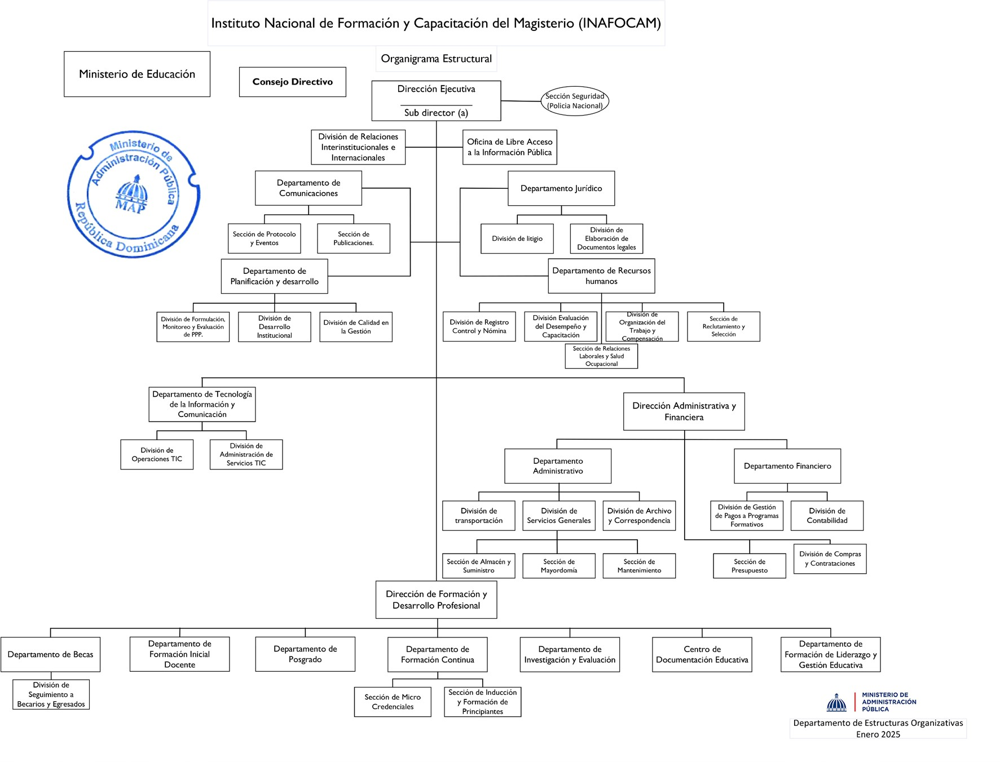 Instituto Nacional de Formación y Capacitación del Magisterio (INAFOCAM)
Organigrama Estructural
Ministerio de Educación
Consejo Directivo
Dirección Ejecutiva
Sub director (a)
Sección Seguridad
(Policia Nacional)
División de Relaciones
Interinstitucionales e
Internacionales
Oficina de Libre Acceso
a la Información Pública
Ministerio de
Administración Pública
MAP
República Dominicana
Departamento de
Comunicaciones
Departamento Jurídico
Sección de Protocolo
y Eventos
Sección de
Publicaciones.
División de litigio
División de
Elaboración de
Documentos legales
Departamento de
Planificación y desarrollo
Departamento de Recursos
humanos
División de Formulación,
Monitoreo y Evaluación
de PPP.
División de
Desarrollo
Institucional
División de Calidad en
la Gestión
División de Registro
Control y Nómina
División Evaluación
del Desempeño y
Capacitación
División de
Organización del
Trabajo y
Compensación
Sección de
Reclutamiento y
Selección
Sección de Relaciones
Laborales y Salud
Ocupacional
Departamento de Tecnología
de la Información y
Comunicación
Dirección Administrativa y
Financiera
División de
Operaciones TIC
División de
Administración de
Servicios TIC
Departamento
Administrativo
Departamento Financiero
División de
transportación
División de
Servicios Generales
División de Archivo
y Correspondencia
División de Gestión
de Pagos a Programas
Formativos
División de
Contabilidad
Sección de Almacén y
Suministro
Sección de
Mayordomía
Sección de
Mantenimiento
Sección de
Presupuesto
División de Compras
y Contrataciones
Dirección de Formación y
Desarrollo Profesional
Departamento de Becas
Departamento de
Formación Inicial
Docente
Departamento de
Posgrado
Departamento de
Formación Continua
Departamento de
Investigación y Evaluación
Centro de
Documentación Educativa
Departamento de
Formación de Liderazgo y
Gestión Educativa
División de
Seguimiento a
Becarios y Egresados
Sección de Micro
Credenciales
Sección de Inducción
y Formación de
Principiantes
MINISTERIO DE
ADMINISTRACIÓN
PÚBLICA
Departamento de Estructuras Organizativas
Enero 2025